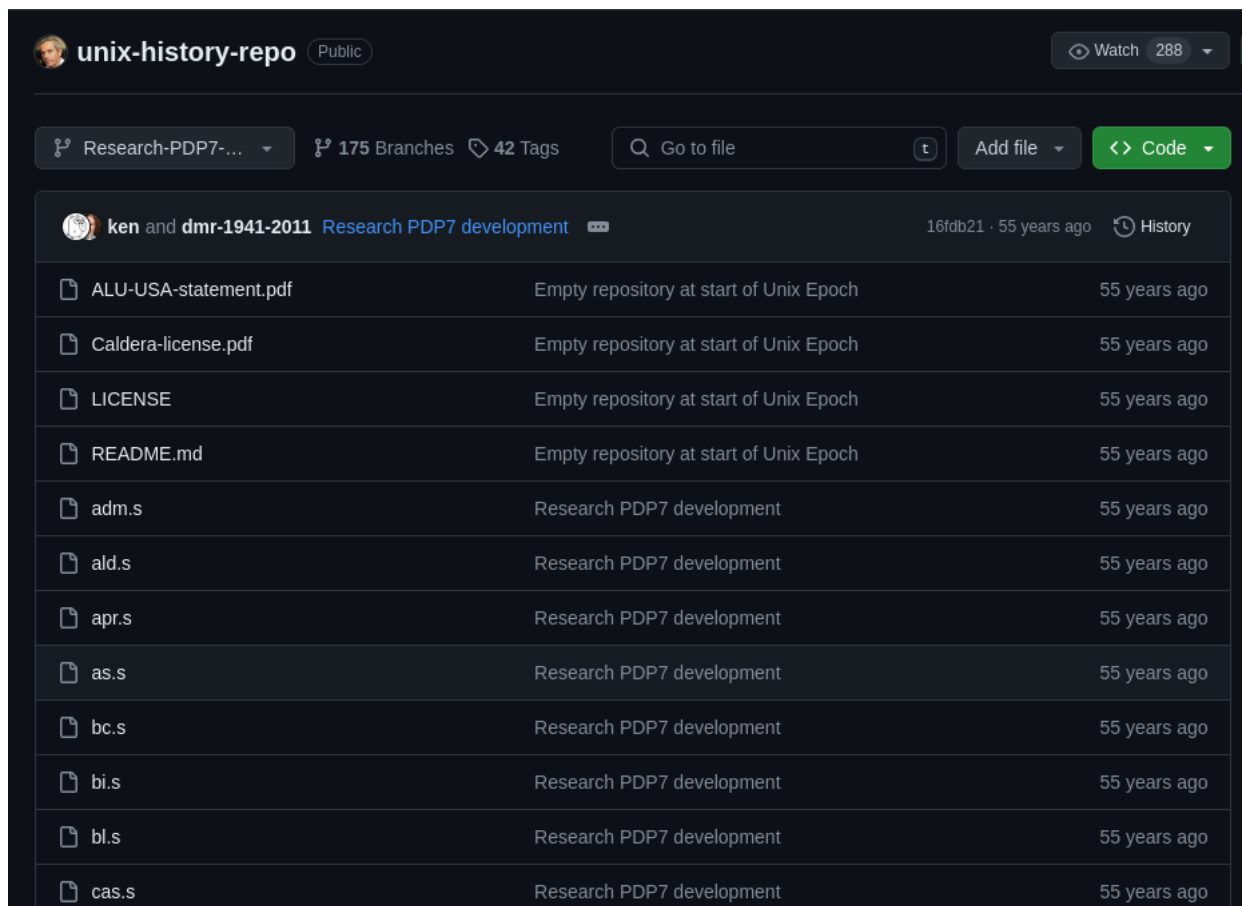 unix-history-repo Public Watch 288
Research-PDP7-... 175 Branches 42 Tags Go to file t Add file Code
ken and dmr-1941-2011 Research PDP7 development 16fdb21 · 55 years ago History
ALU-USA-statement.pdf Empty repository at start of Unix Epoch 55 years ago
Caldera-license.pdf Empty repository at start of Unix Epoch 55 years ago
LICENSE Empty repository at start of Unix Epoch 55 years ago
README.md Empty repository at start of Unix Epoch 55 years ago
adm.s Research PDP7 development 55 years ago
ald.s Research PDP7 development 55 years ago
apr.s Research PDP7 development 55 years ago
as.s Research PDP7 development 55 years ago
bc.s Research PDP7 development 55 years ago
bi.s Research PDP7 development 55 years ago
bl.s Research PDP7 development 55 years ago
cas.s Research PDP7 development 55 years ago